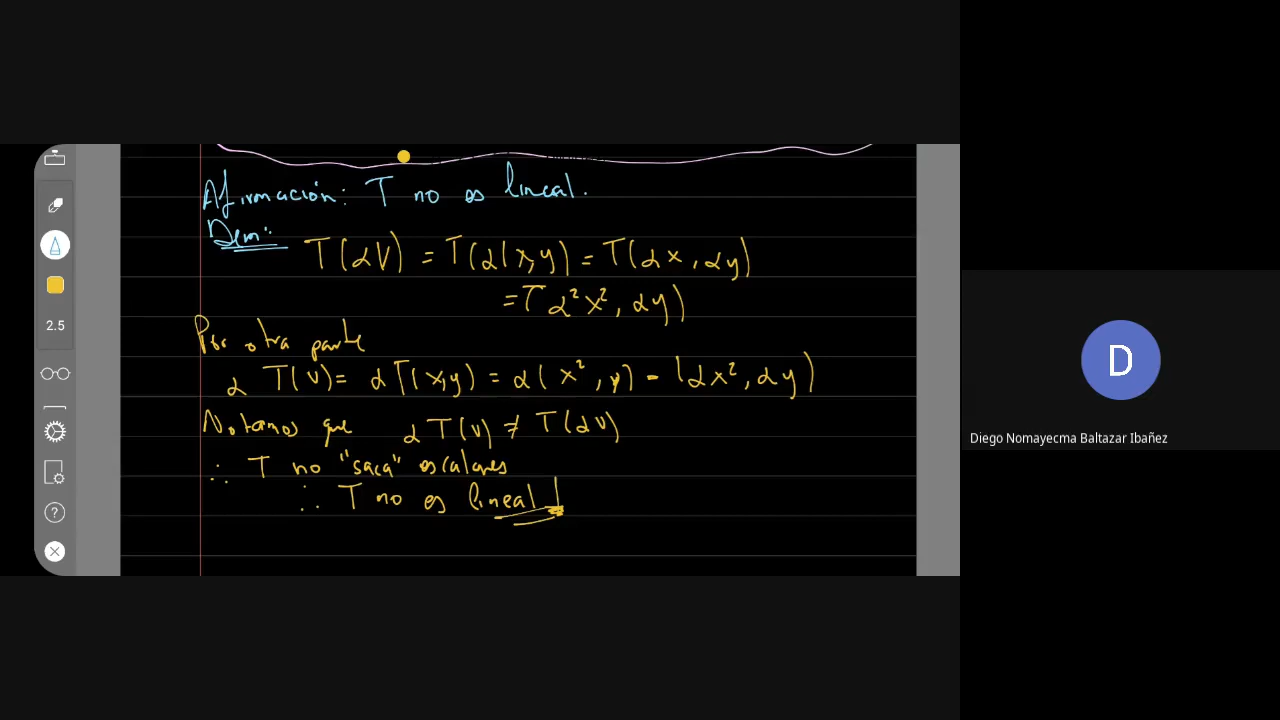 Afirmación: T no es lineal.
Dem:
T(αV) = T(α(x,y) = T(αx, αy)
= T α²x², αy)
Por otra parte
α T(v) = α T(x,y) = α(x², y) = (αx², αy)
Notamos que α T(v) ≠ T(αv)
∴ T no "saca" escalares
∴ T no es lineal
2.5
D
Diego Nomayecma Baltazar Ibañez